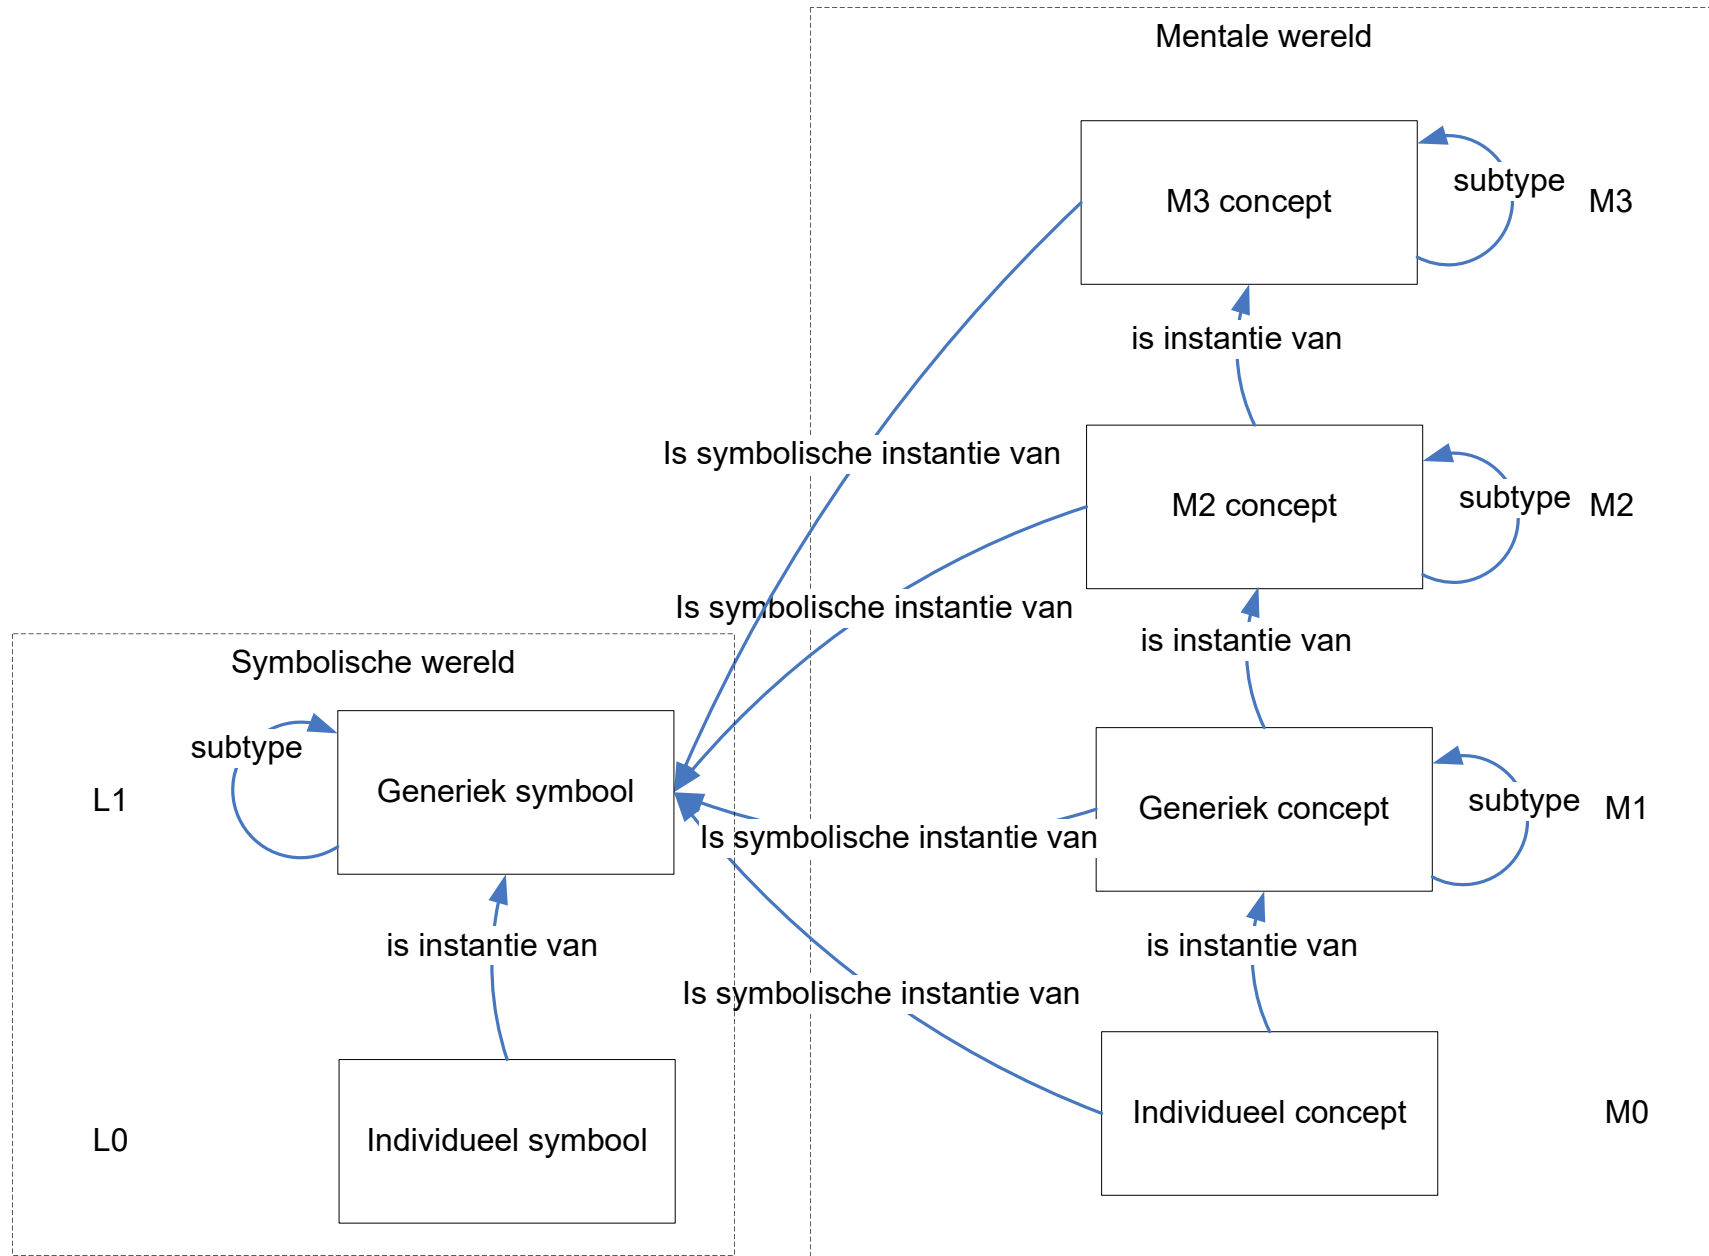 Mentale wereld
M3 concept
subtype
M3
is instantie van
Is symbolische instantie van
M2 concept
subtype
M2
Is symbolische instantie van
is instantie van
Symbolische wereld
subtype
Generiek symbool
L1
Generiek concept
subtype
M1
Is symbolische instantie van
is instantie van
is instantie van
Is symbolische instantie van
Individueel concept
M0
L0
Individueel symbool